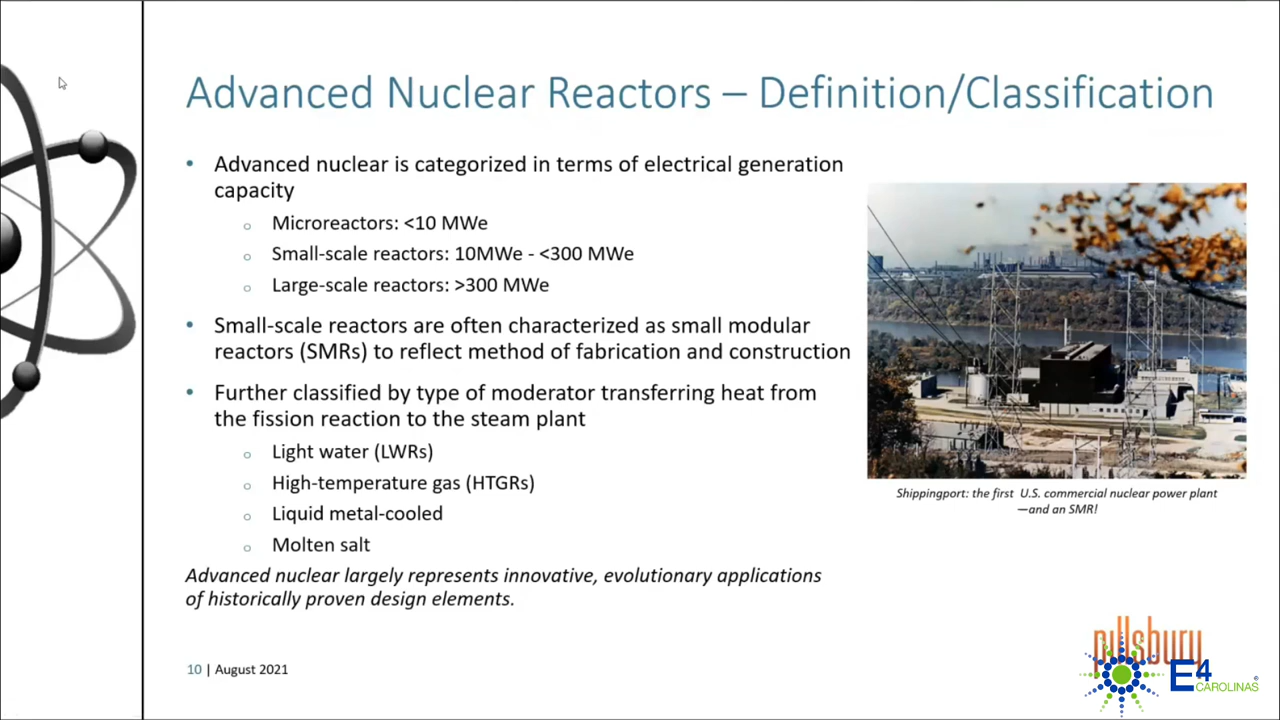 Advanced Nuclear Reactors – Definition/Classification
• Advanced nuclear is categorized in terms of electrical generation
capacity
o Microreactors: <10 MWe
o Small-scale reactors: 10MWe - <300 MWe
o Large-scale reactors: >300 MWe
• Small-scale reactors are often characterized as small modular
reactors (SMRs) to reflect method of fabrication and construction
• Further classified by type of moderator transferring heat from
the fission reaction to the steam plant
o Light water (LWRs)
o High-temperature gas (HTGRs)
o Liquid metal-cooled
o Molten salt
Advanced nuclear largely represents innovative, evolutionary applications
of historically proven design elements.
Shippingport: the first U.S. commercial nuclear power plant
—and an SMR!
10 | August 2021
pillsbury
E4
CAROLINAS®